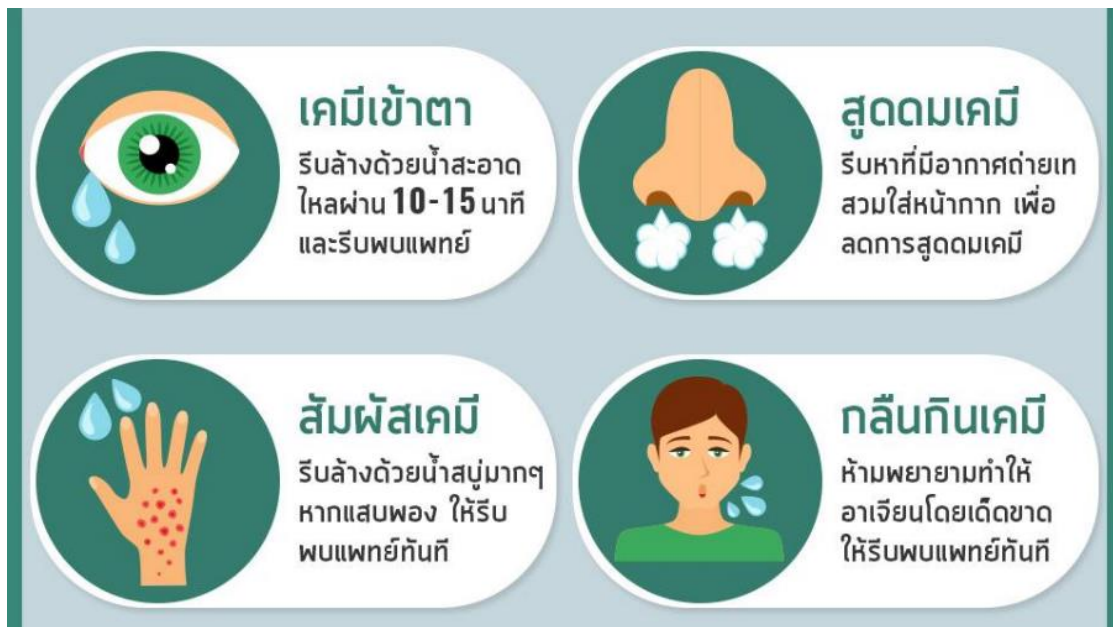 เคมีเข้าตา
รีบล้างด้วยน้ำสะอาด
ไหลผ่าน 10-15 นาที
และรีบพบแพทย์
สูดดมเคมี
รีบหาที่มีอากาศถ่ายเท
สวมใส่หน้ากาก เพื่อ
ลดการสูดดมเคมี
สัมผัสเคมี
รีบล้างด้วยน้ำสบู่มากๆ
หากแสบพอง ให้รีบ
พบแพทย์ทันที
กลืนกินเคมี
ห้ามพยายามทำให้
อาเจียนโดยเด็ดขาด
ให้รีบพบแพทย์ทันที